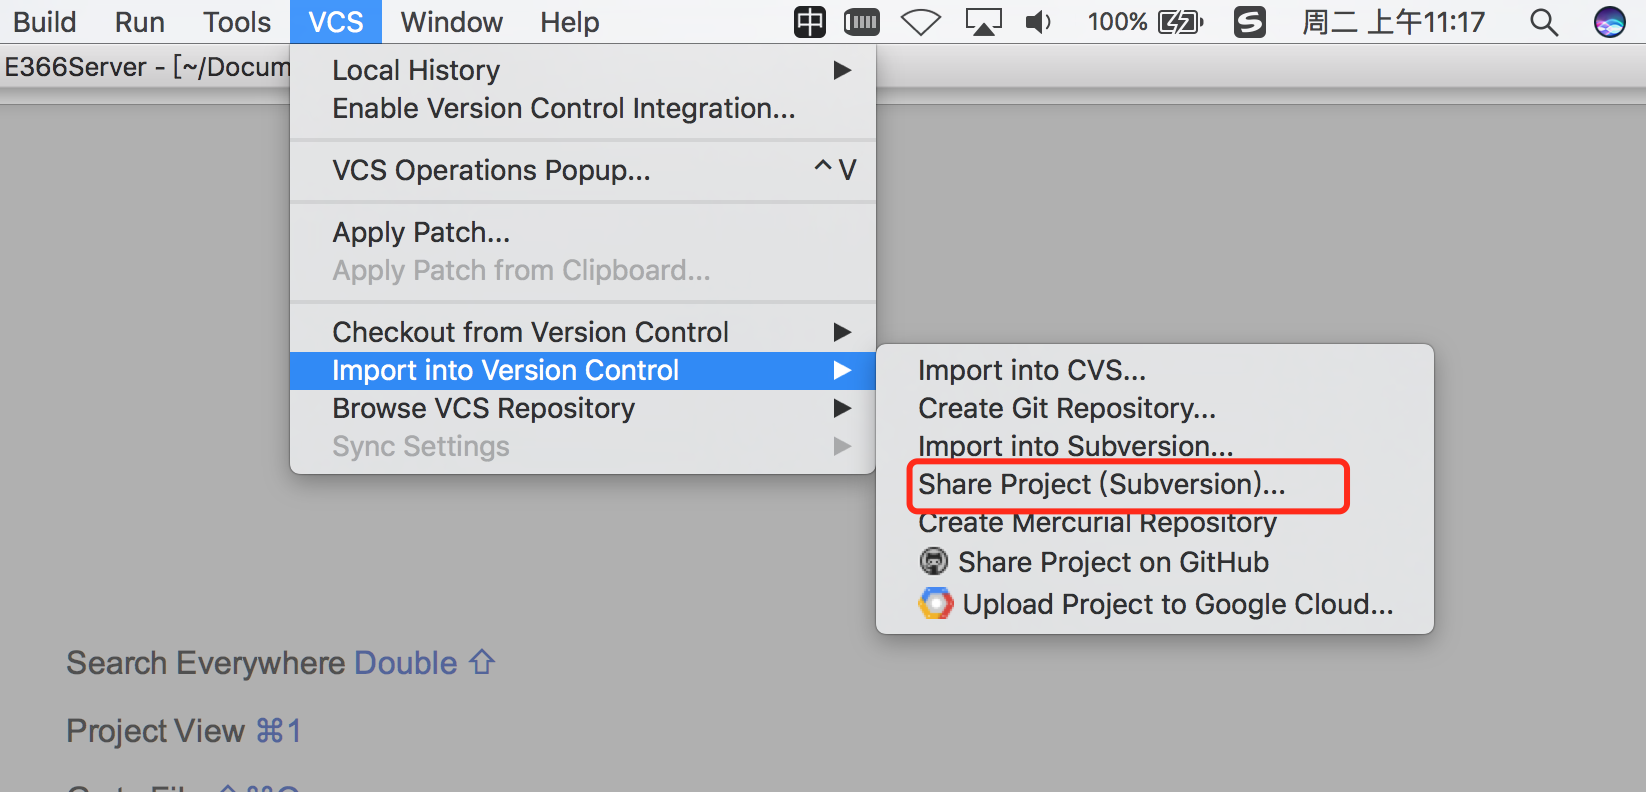 Build Run Tools VCS Window Help 中 100% S 周二 上午11:17
E366Server - [~/Docum
Local History
Enable Version Control Integration...
VCS Operations Popup... ^V
Apply Patch...
Apply Patch from Clipboard...
Checkout from Version Control
Import into Version Control
Browse VCS Repository
Sync Settings
Import into CVS...
Create Git Repository...
Import into Subversion...
Share Project (Subversion)...
Create Mercurial Repository
Share Project on GitHub
Upload Project to Google Cloud...
Search Everywhere Double ⇧
Project View ⌘1